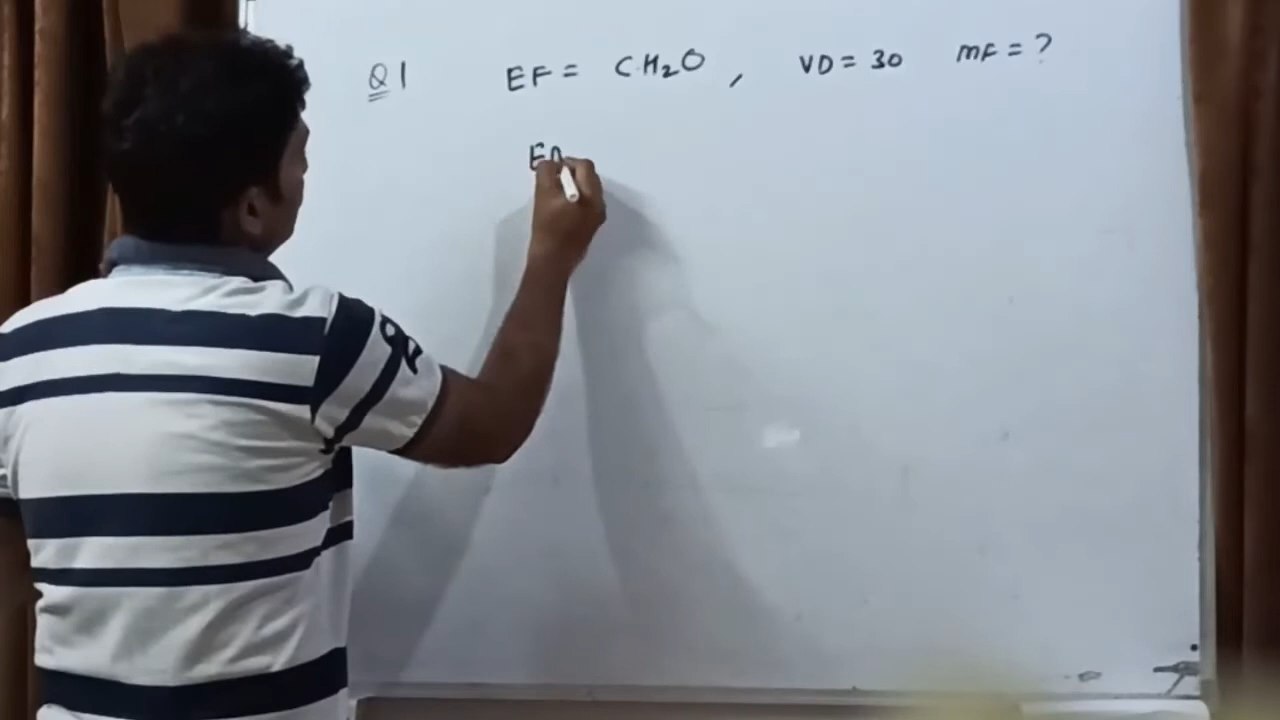 Q1 EF = CH₂O , VD = 30 MF = ?